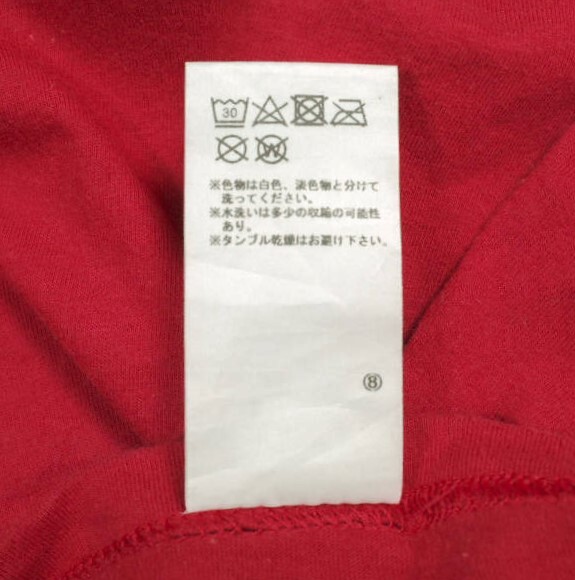 30
W
※色物は白色、淡色物と分けて
洗ってください。
※水洗いは多少の収縮の可能性
あり。
※タンブル乾燥はお避け下さい。
⑧